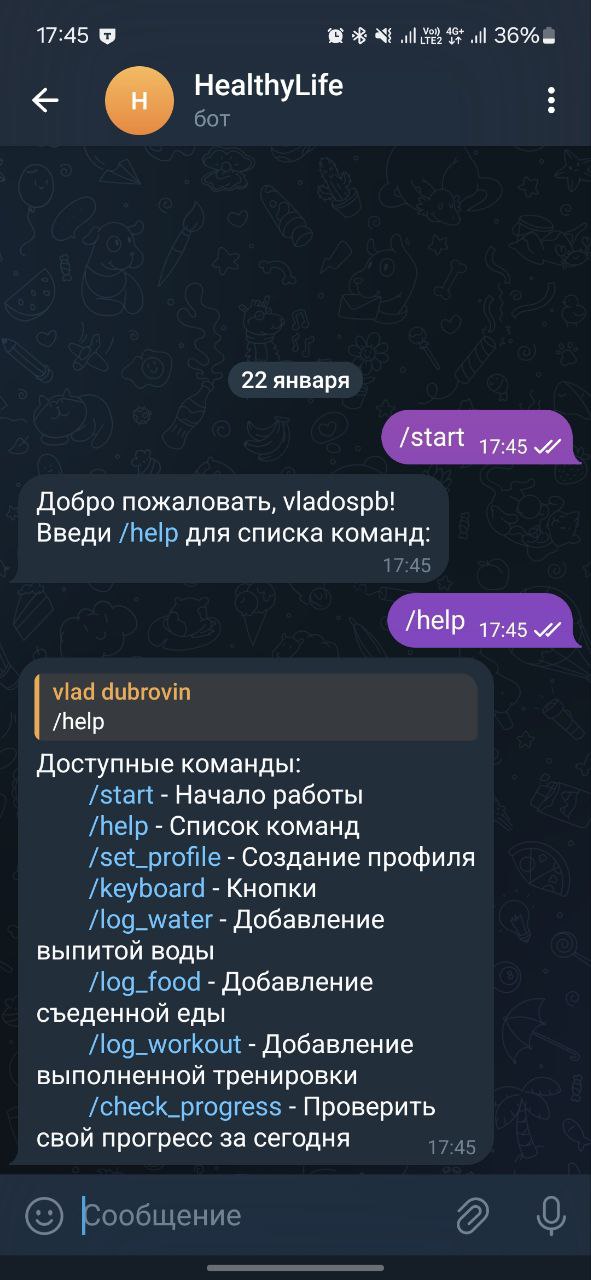 17:45
Vo)) 4G+ 36%
LTE2
H
HealthyLife
бот
22 января
/start 17:45
Добро пожаловать, vladospb!
Введи /help для списка команд:
17:45
/help 17:45
vlad dubrovin
/help
Доступные команды:
/start - Начало работы
/help - Список команд
/set_profile - Создание профиля
/keyboard - Кнопки
/log_water - Добавление
выпитой воды
/log_food - Добавление
съеденной еды
/log_workout - Добавление
выполненной тренировки
/check_progress - Проверить
свой прогресс за сегодня 17:45
Сообщение